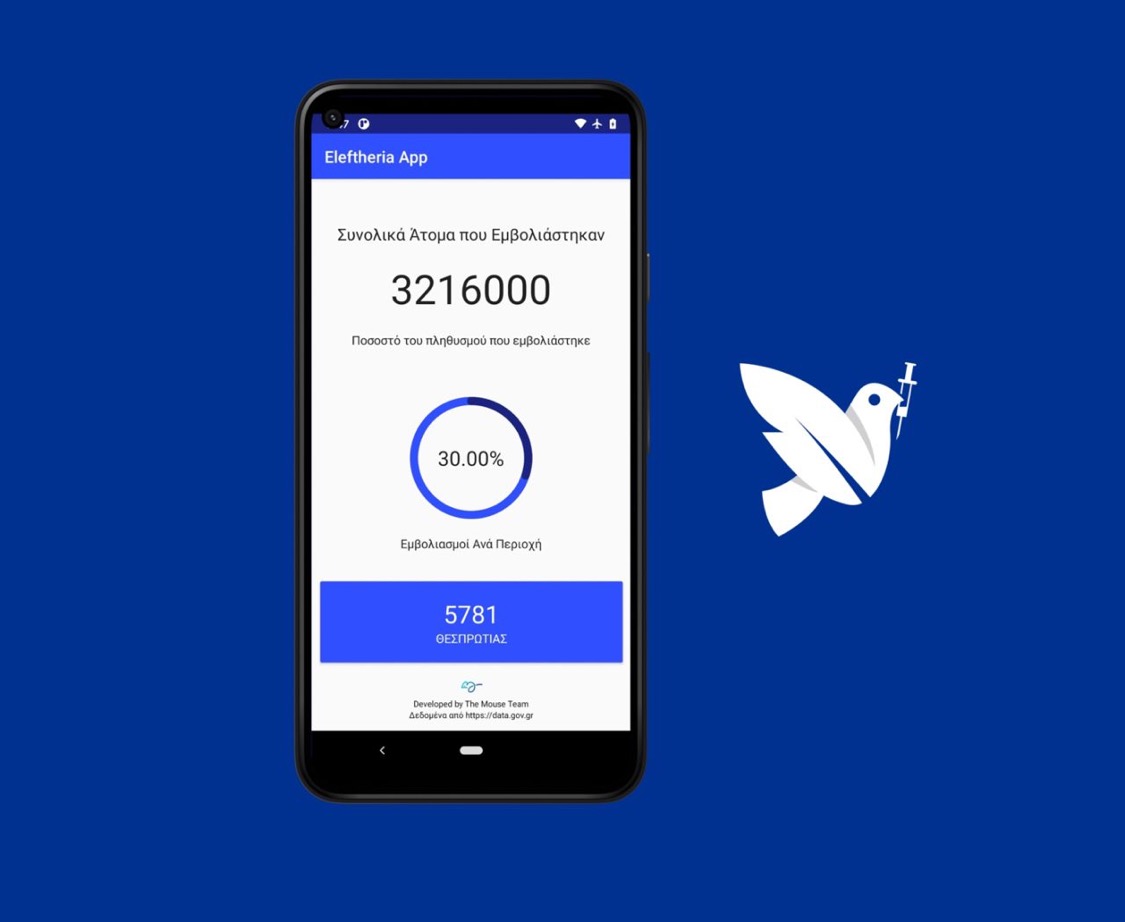 Eleftheria App
Συνολικά Άτομα που Εμβολιάστηκαν
3216000
Ποσοστό του πληθυσμού που εμβολιάστηκε
30.00%
Εμβολιασμοί Ανά Περιοχή
5781
ΘΕΣΠΡΩΤΙΑΣ
Developed by The Mouse Team
Δεδομένα από https://data.gov.gr